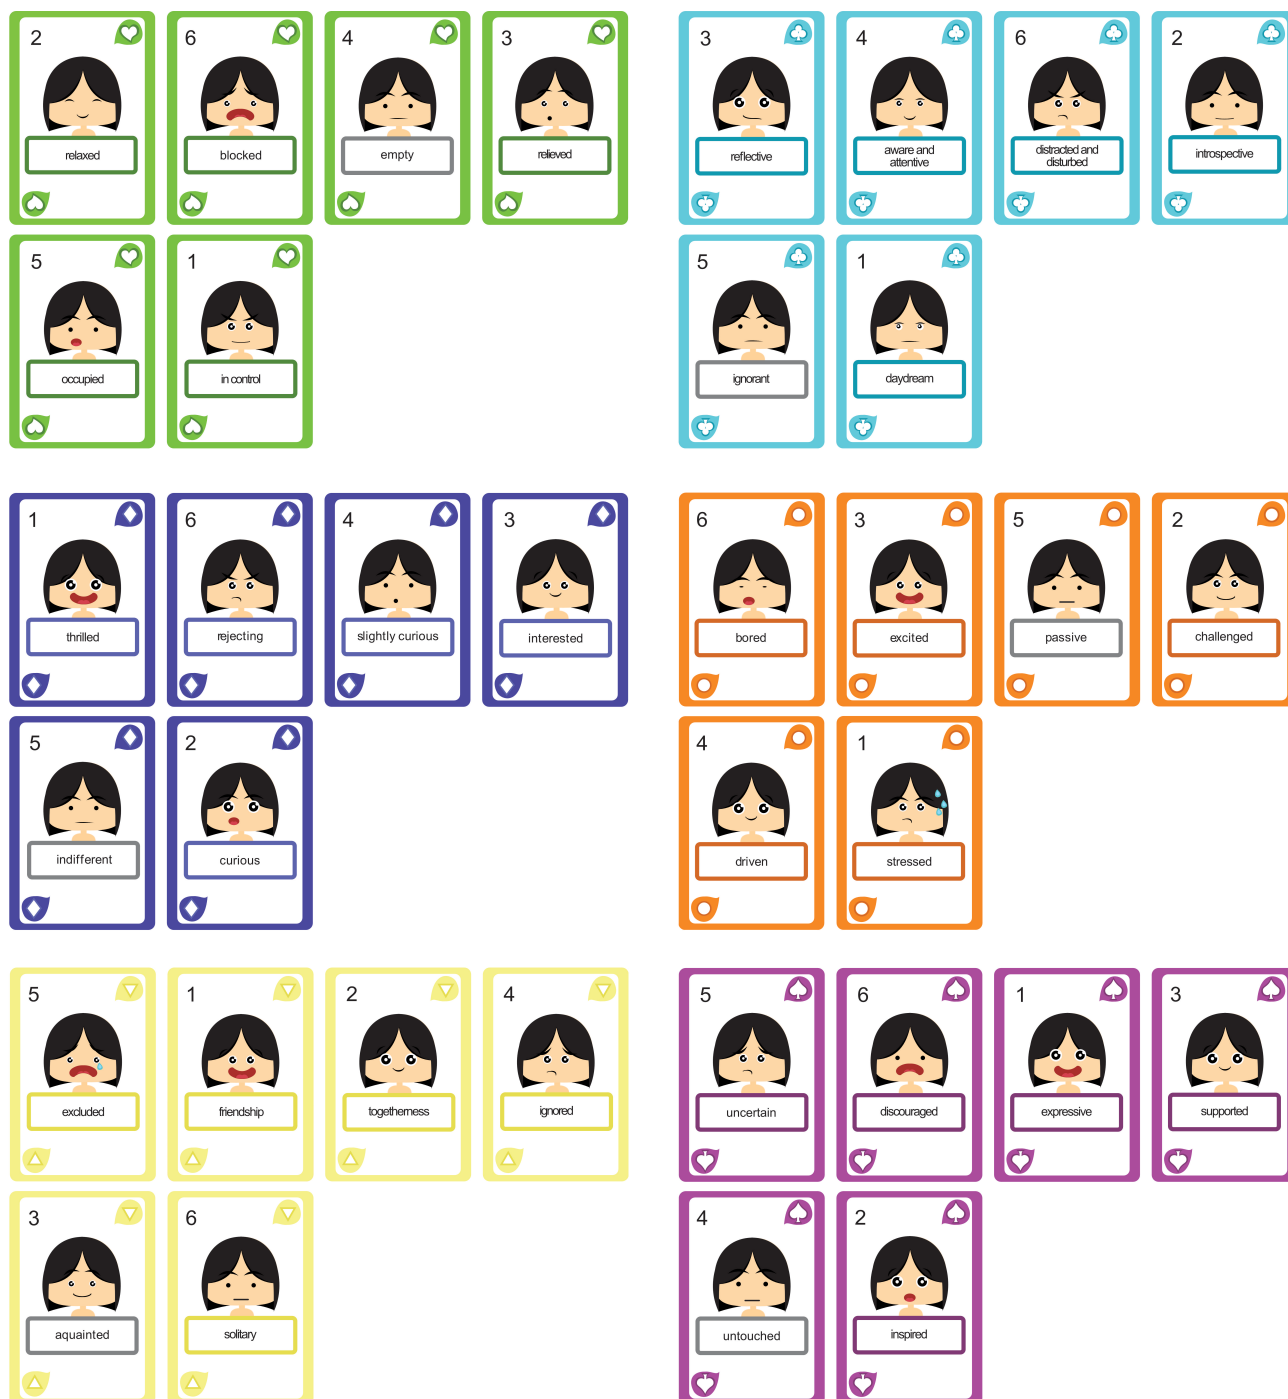 2
relaxed
6
blocked
4
empty
3
relieved
5
occupied
1
in control
3
reflective
4
aware and
attentive
6
distracted and
disturbed
2
introspective
5
ignorant
1
daydream
1
thrilled
6
rejecting
4
slightly curious
3
interested
5
indifferent
2
curious
6
bored
3
excited
5
passive
2
challenged
4
driven
1
stressed
5
excluded
1
friendship
2
togetherness
4
ignored
3
aquainted
6
solitary
5
uncertain
6
discouraged
1
expressive
3
supported
4
untouched
2
inspired